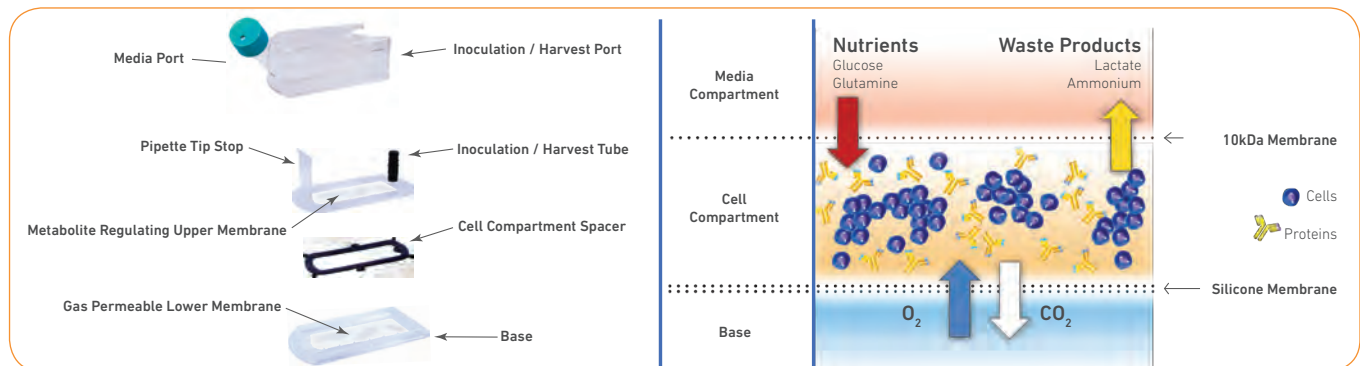 Media Port
Inoculation / Harvest Port
Pipette Tip Stop
Inoculation / Harvest Tube
Metabolite Regulating Upper Membrane
Cell Compartment Spacer
Gas Permeable Lower Membrane
Base
Media
Compartment
Cell
Compartment
Base
Nutrients
Glucose
Glutamine
Waste Products
Lactate
Ammonium
O₂
CO₂
10kDa Membrane
Cells
Proteins
Silicone Membrane